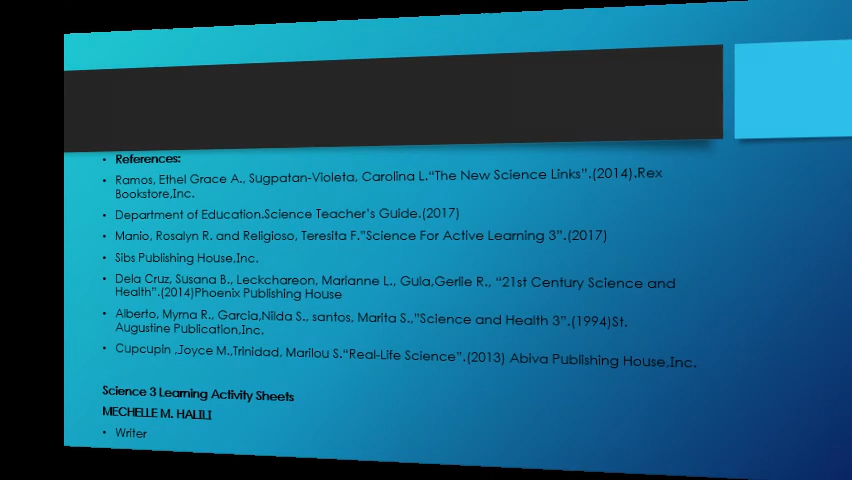 • References:
• Ramos, Ethel Grace A., Sugpatan-Violeta, Carolina L.“The New Science Links”.(2014).Rex
Bookstore,Inc.
• Department of Education.Science Teacher’s Guide.(2017)
• Manio, Rosalyn R. and Religioso, Teresita F.”Science For Active Learning 3”.(2017)
• Sibs Publishing House,Inc.
• Dela Cruz, Susana B., Leckchareon, Marianne L., Gula,Gerlie R., “21st Century Science and
Health”.(2014)Phoenix Publishing House
• Alberto, Myrna R., Garcia,Nilda S., santos, Marita S.,”Science and Health 3”.(1994)St.
Augustine Publication,Inc.
• Cupcupin ,Joyce M.,Trinidad, Marilou S.“Real-Life Science”.(2013) Abiva Publishing House,Inc.
Science 3 Learning Activity Sheets
MECHELLE M. HALILI
• Writer